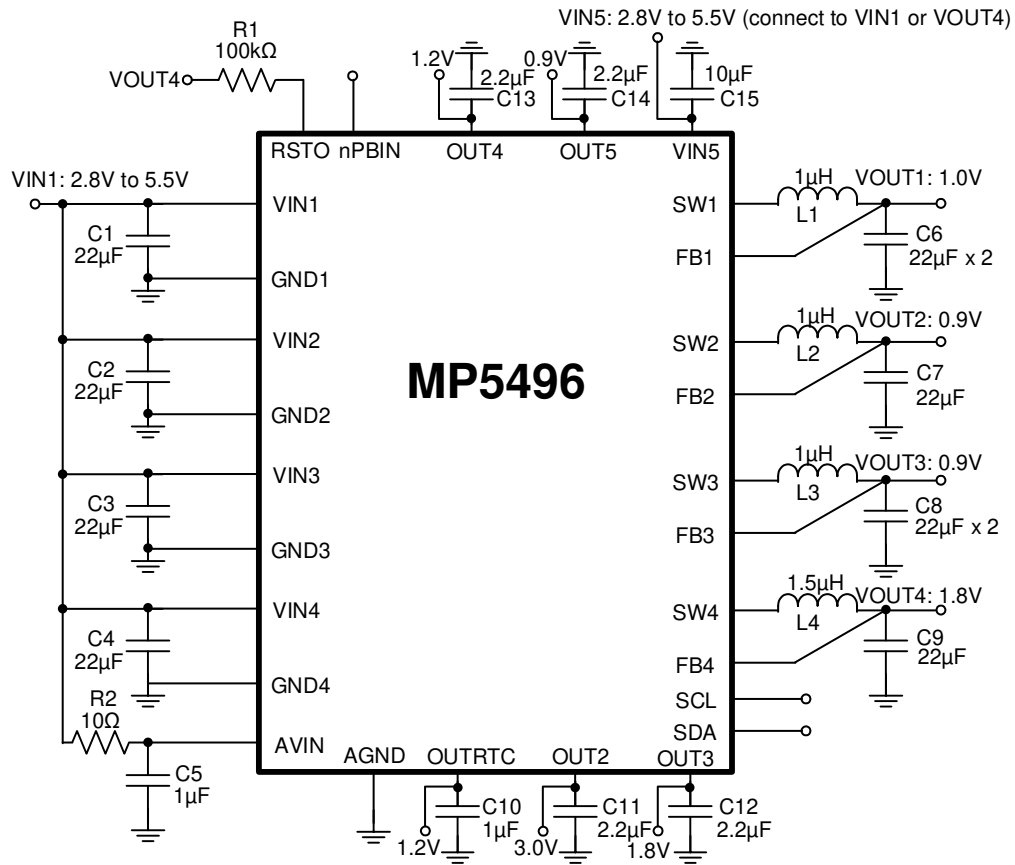 VIN5: 2.8V to 5.5V (connect to VIN1 or VOUT4)
R1
100kΩ
VOUT4
1.2V
2.2µF
C13
0.9V
2.2µF
C14
10µF
C15
RSTO
nPBIN
OUT4
OUT5
VIN5
VIN1: 2.8V to 5.5V
VIN1
C1
22µF
GND1
VIN2
C2
22µF
GND2
VIN3
C3
22µF
GND3
VIN4
C4
22µF
GND4
R2
10Ω
AVIN
C5
1µF
MP5496
SW1
1µH
L1
VOUT1: 1.0V
FB1
C6
22µF x 2
SW2
1µH
L2
VOUT2: 0.9V
FB2
C7
22µF
SW3
1µH
L3
VOUT3: 0.9V
FB3
C8
22µF x 2
SW4
1.5µH
L4
VOUT4: 1.8V
FB4
C9
22µF
SCL
SDA
AGND
OUTRTC
OUT2
OUT3
C10
1µF
1.2V
C11
2.2µF
3.0V
C12
2.2µF
1.8V